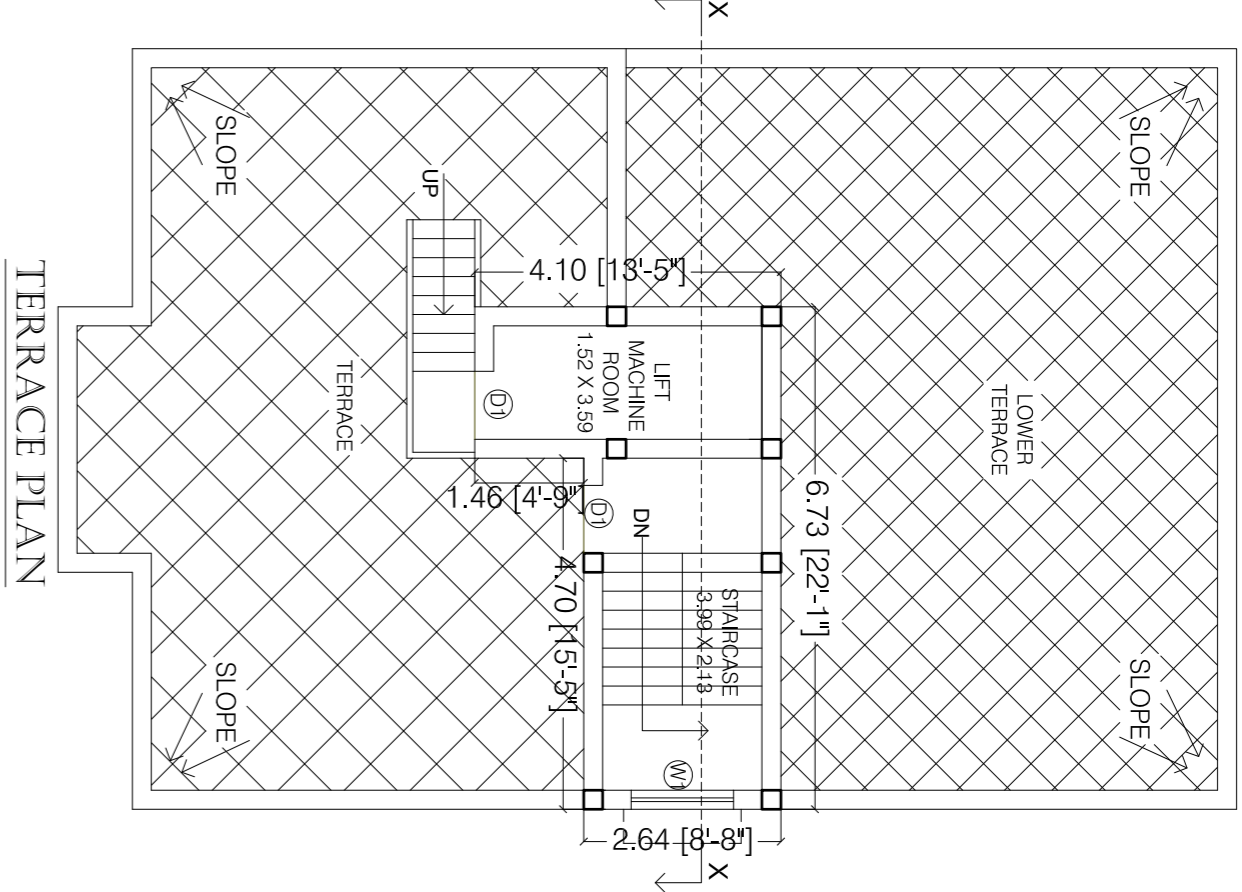 X
SLOPE
SLOPE
UP
4.10 [13'-5"]
LIFT
MACHINE
ROOM
1.52 X 3.59
D1
TERRACE
LOWER
TERRACE
6.73 [22'-1"]
1.46 [4'-9"]
D1
DN
4.70 [15'-5"]
STAIRCASE
3.99 X 2.13
SLOPE
SLOPE
W1
2.64 [8'-8"]
X
TERRACE PLAN